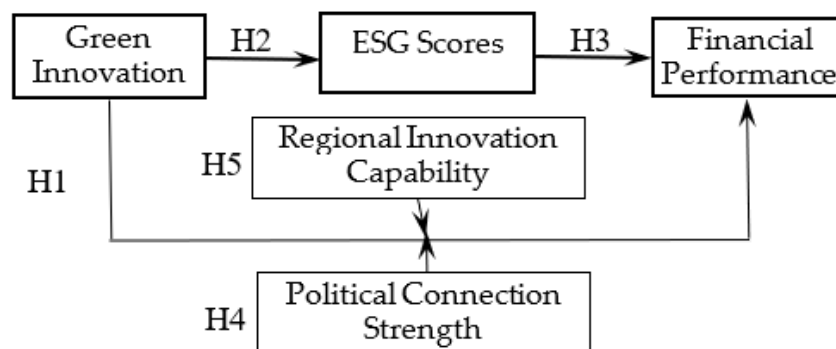 Green
Innovation
H2
ESG Scores
H3
Financial
Performance
H1
H5
Regional Innovation
Capability
H4
Political Connection
Strength